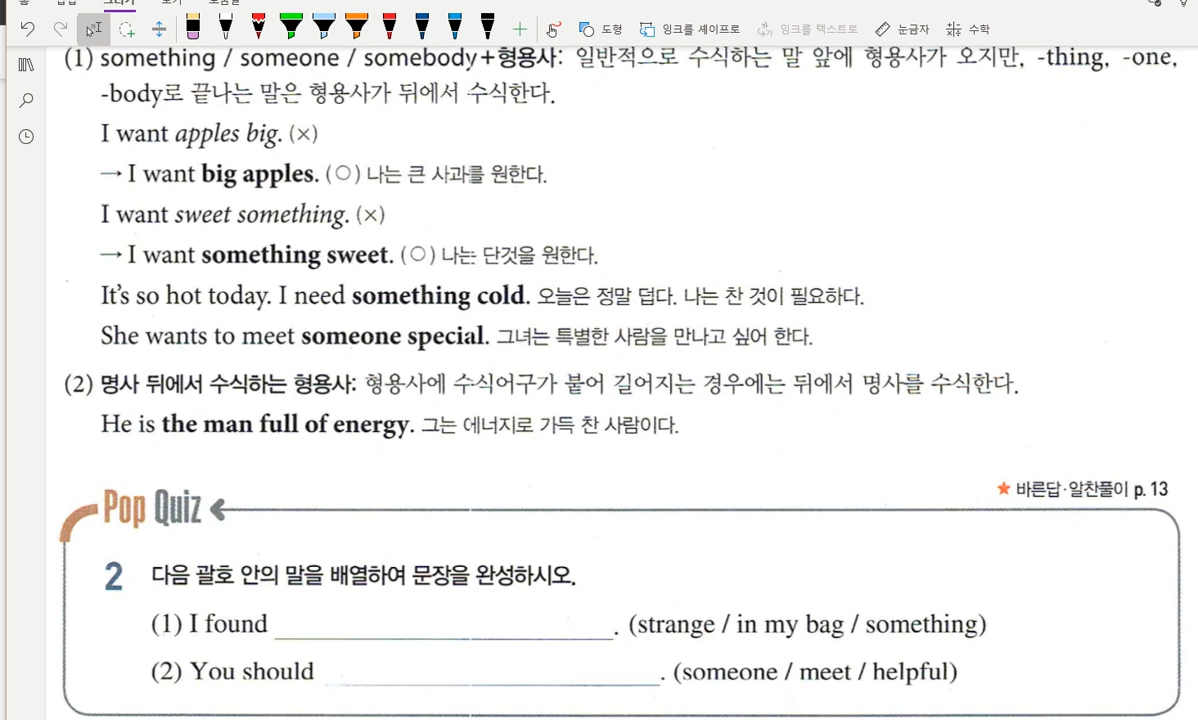 그리기
도형
잉크를 셰이프로
잉크를 텍스트로
눈금자
수학
(1) something / someone / somebody+형용사: 일반적으로 수식하는 말 앞에 형용사가 오지만, -thing, -one,
-body로 끝나는 말은 형용사가 뒤에서 수식한다.
I want apples big. (×)
→ I want big apples. (○) 나는 큰 사과를 원한다.
I want sweet something. (×)
→ I want something sweet. (○) 나는 단것을 원한다.
It's so hot today. I need something cold. 오늘은 정말 덥다. 나는 찬 것이 필요하다.
She wants to meet someone special. 그녀는 특별한 사람을 만나고 싶어 한다.
(2) 명사 뒤에서 수식하는 형용사: 형용사에 수식어구가 붙어 길어지는 경우에는 뒤에서 명사를 수식한다.
He is the man full of energy. 그는 에너지로 가득 찬 사람이다.
★ 바른답·알찬풀이 p. 13
Pop Quiz
2 다음 괄호 안의 말을 배열하여 문장을 완성하시오.
(1) I found ______. (strange / in my bag / something)
(2) You should ______. (someone / meet / helpful)